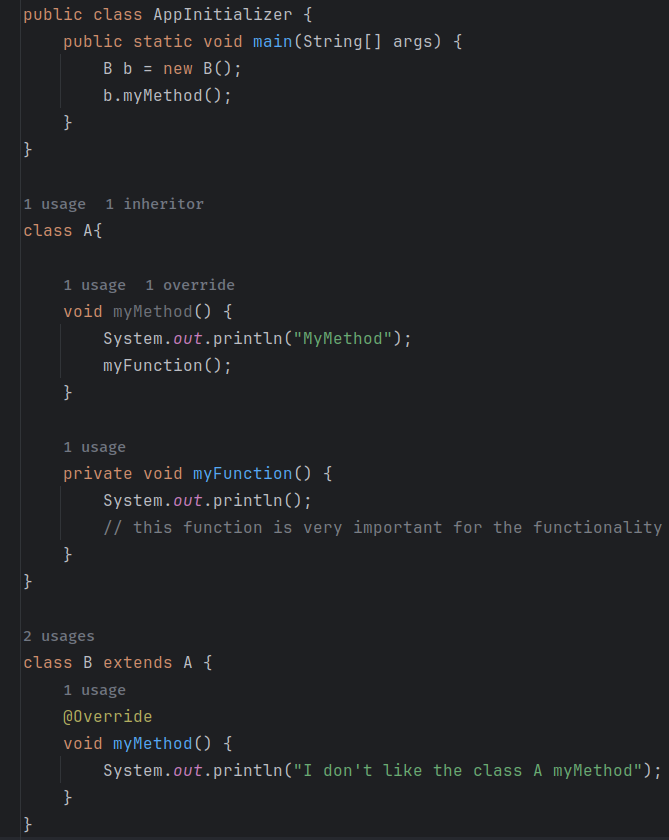 public class AppInitializer {
    public static void main(String[] args) {
        B b = new B();
        b.myMethod();
    }
}
1 usage  1 inheritor
class A{
    1 usage  1 override
    void myMethod() {
        System.out.println("MyMethod");
        myFunction();
    }
    1 usage
    private void myFunction() {
        System.out.println();
        // this function is very important for the functionality
    }
}
2 usages
class B extends A {
    1 usage
    @Override
    void myMethod() {
        System.out.println("I don't like the class A myMethod");
    }
}